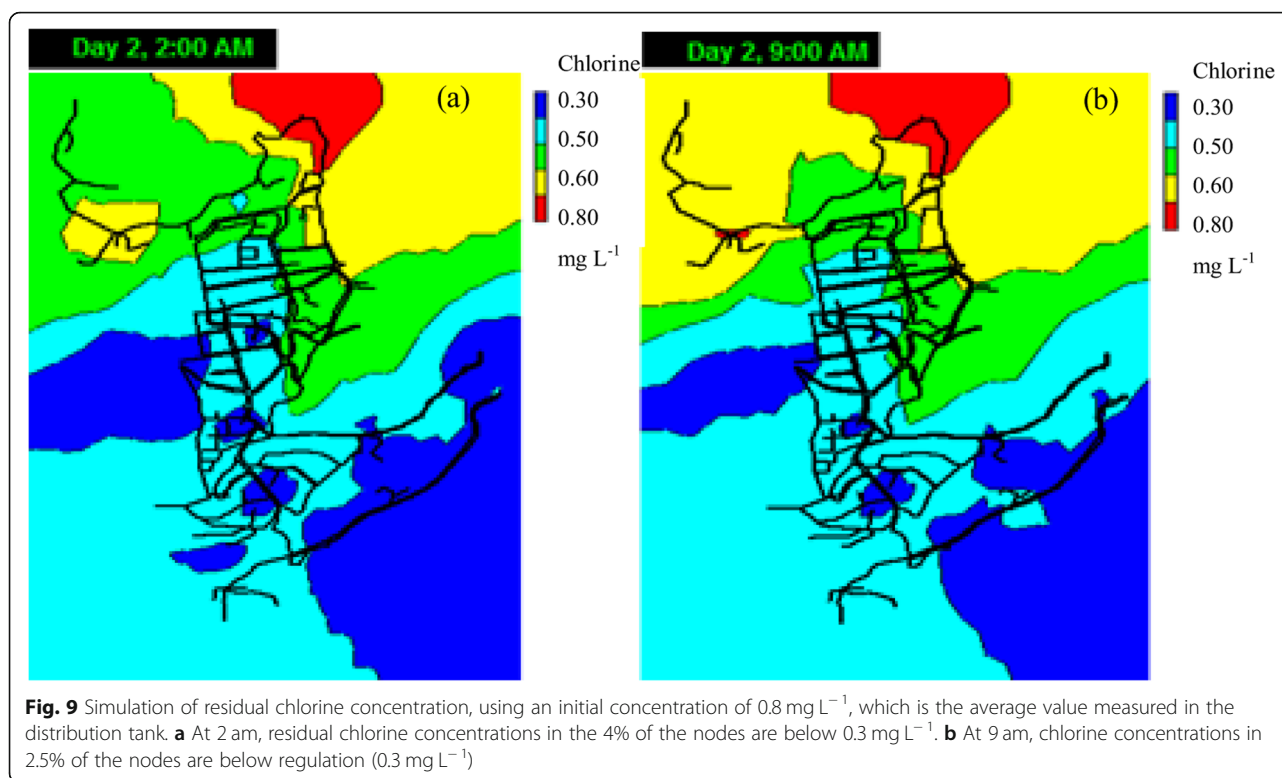 Day 2, 2:00 AM
Chlorine
(a)
0.30
0.50
0.60
0.80
mg L⁻¹
Day 2, 9:00 AM
Chlorine
(b)
0.30
0.50
0.60
0.80
mg L⁻¹
Fig. 9 Simulation of residual chlorine concentration, using an initial concentration of 0.8 mg L⁻¹, which is the average value measured in the
distribution tank. a At 2 am, residual chlorine concentrations in the 4% of the nodes are below 0.3 mg L⁻¹. b At 9 am, chlorine concentrations in
2.5% of the nodes are below regulation (0.3 mg L⁻¹)